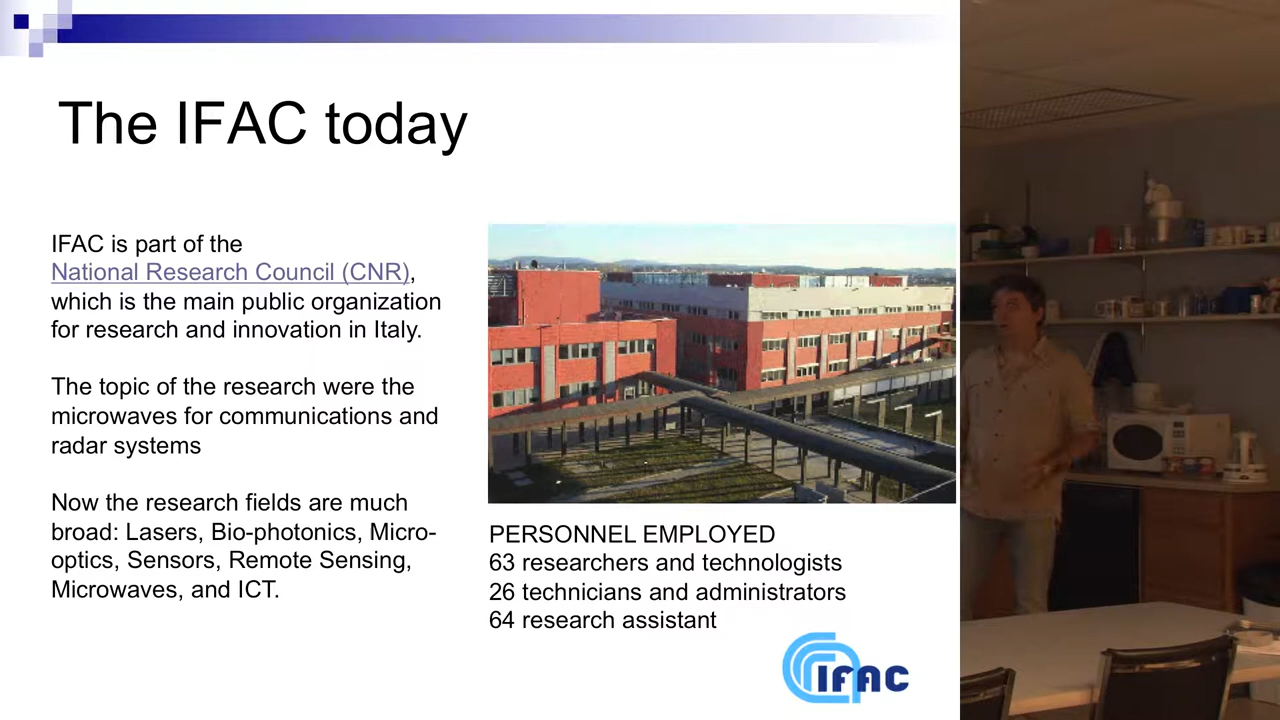 The IFAC today
IFAC is part of the
National Research Council (CNR),
which is the main public organization
for research and innovation in Italy.
The topic of the research were the
microwaves for communications and
radar systems
Now the research fields are much
broad: Lasers, Bio-photonics, Micro-
optics, Sensors, Remote Sensing,
Microwaves, and ICT.
PERSONNEL EMPLOYED
63 researchers and technologists
26 technicians and administrators
64 research assistant
IFAC